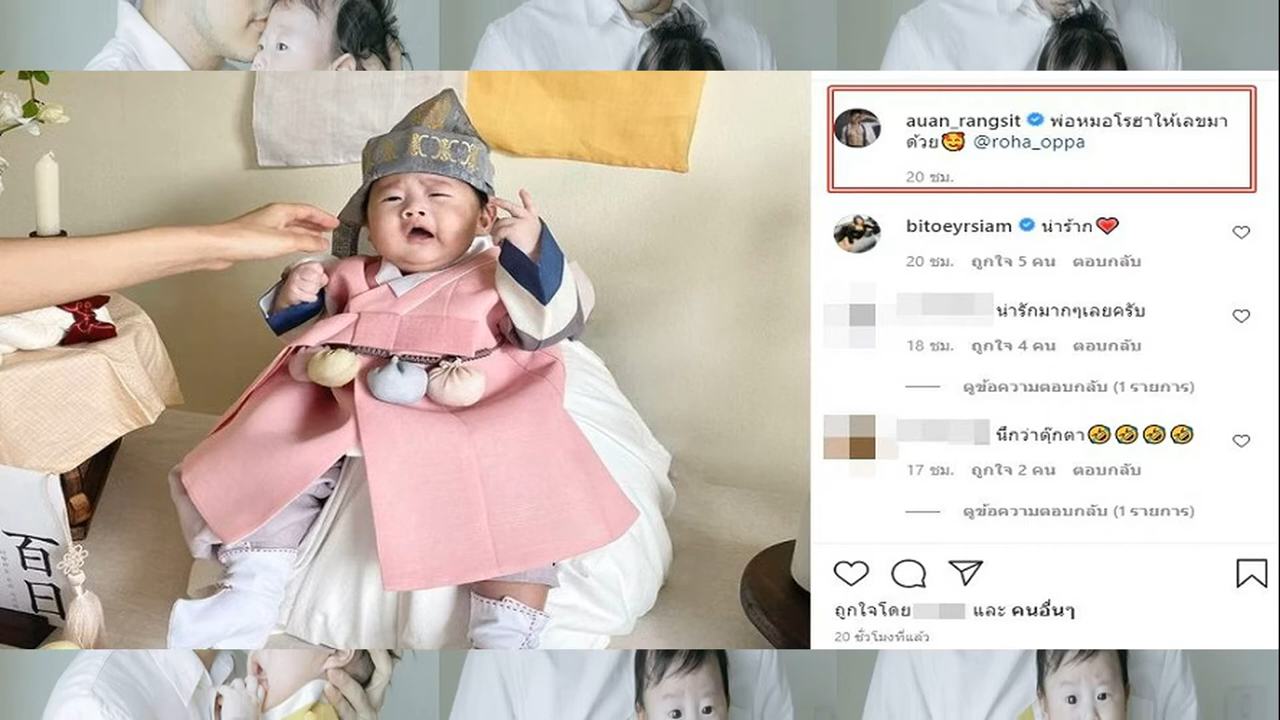 auan_rangsit พ่อหมอโรฮาให้เลขมา
ด้วย🥰 @roha_oppa
20 ชม.
bitoeyrsiam น่าร้าก❤️
20 ชม. ถูกใจ 5 คน ตอบกลับ
น่ารักมากๆเลยครับ
18 ชม. ถูกใจ 4 คน ตอบกลับ
ดูข้อความตอบกลับ (1 รายการ)
นึกว่าตุ๊กตา🤣🤣🤣🤣
17 ชม. ถูกใจ 2 คน ตอบกลับ
ดูข้อความตอบกลับ (1 รายการ)
ถูกใจโดย และ คนอื่นๆ
20 ชั่วโมงที่แล้ว
百日